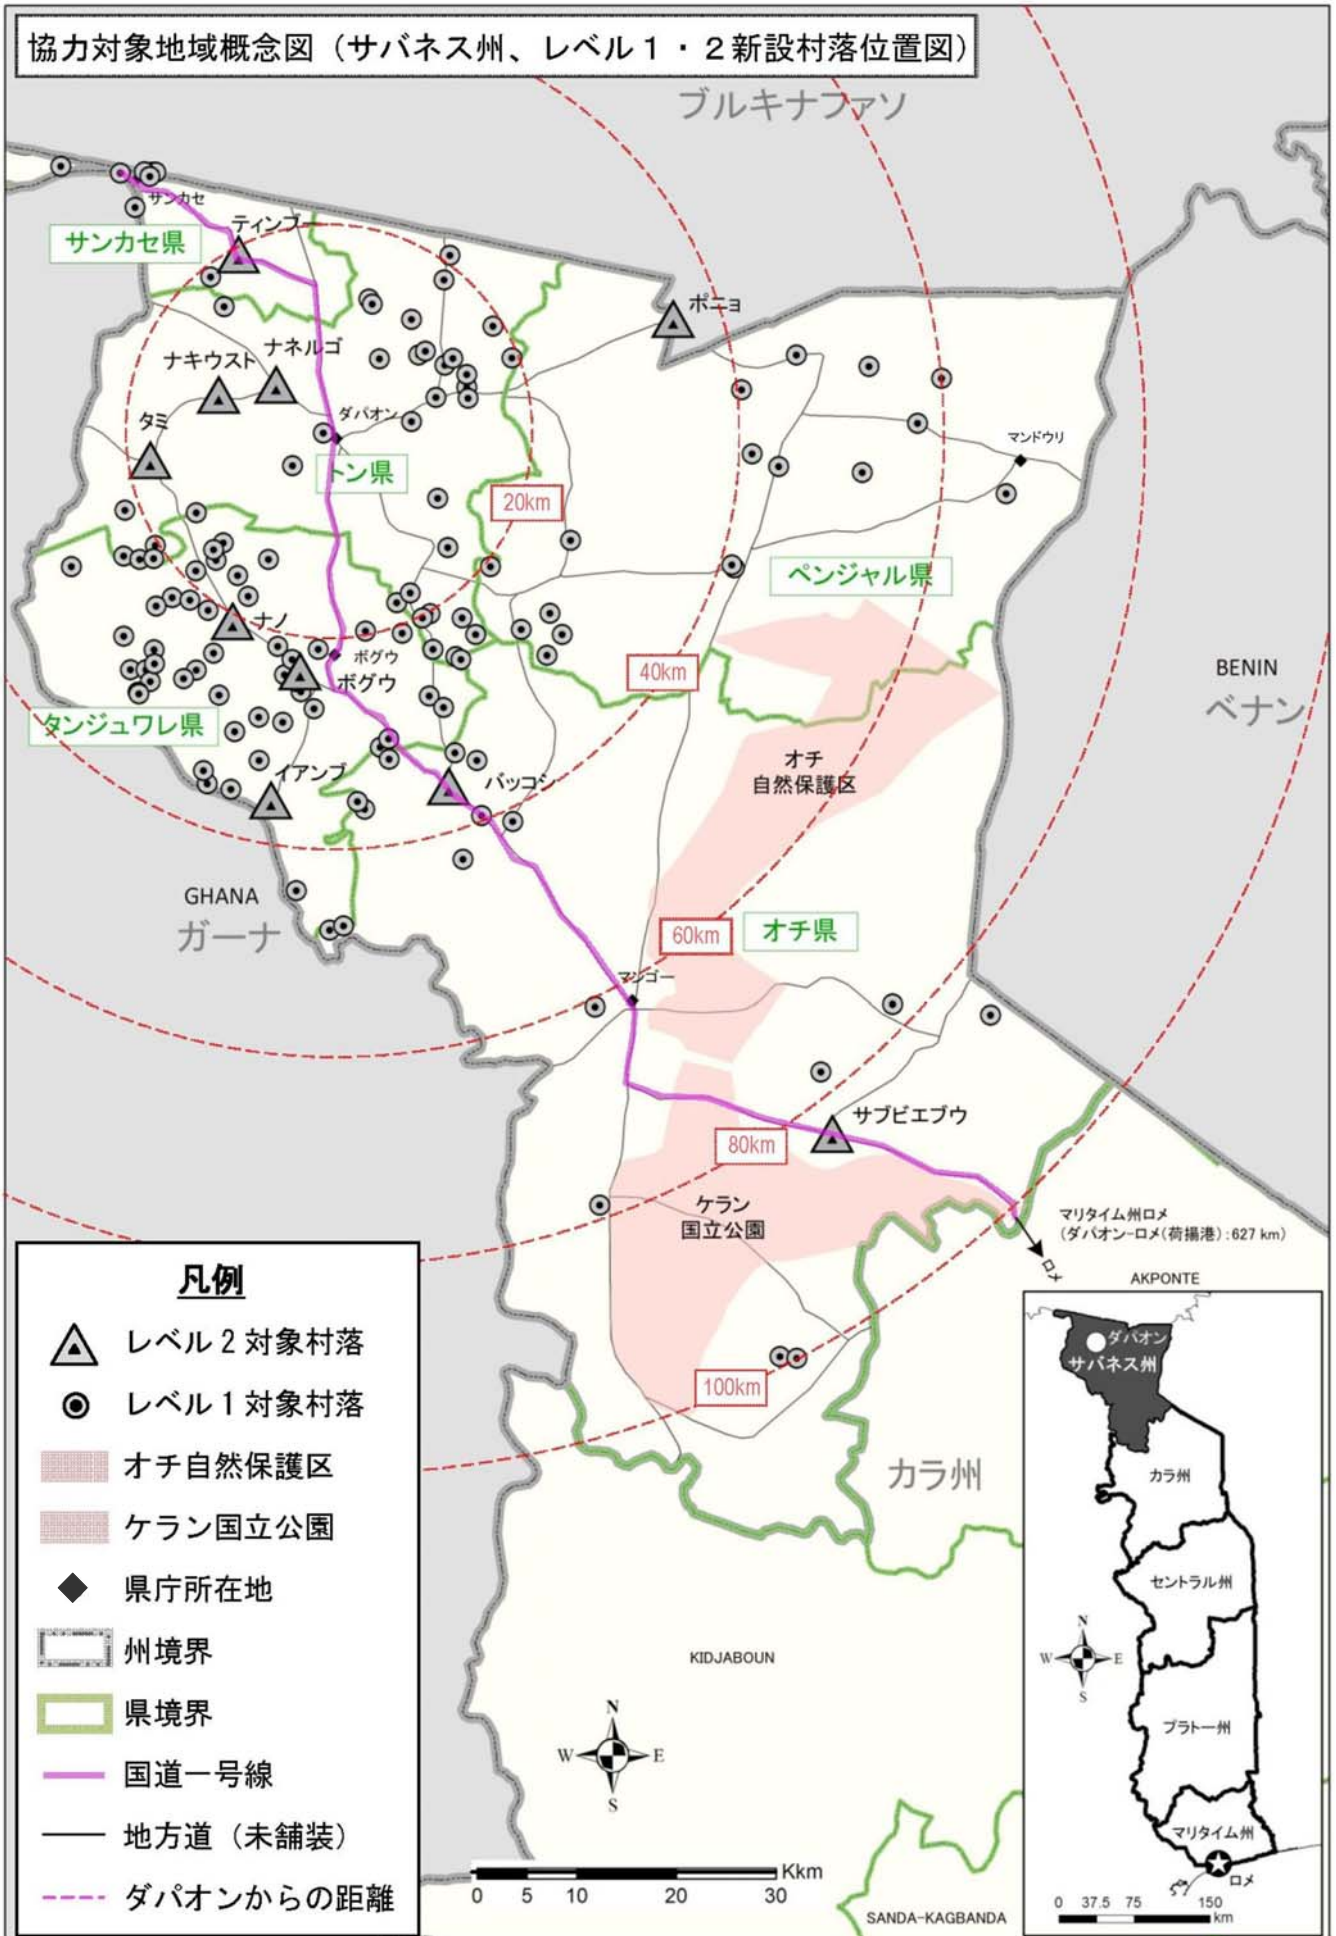 協力対象地域概念図（サバネス州、レベル１・２新設村落位置図）
ブルキナファソ
サンカセ
サンカセ県
ティンブー
ポニョ
ナキウスト
ナネルゴ
タミ
ダパオン
マンドウリ
トン県
20km
ペンジャル県
ナノ
ボグウ
ボグウ
40km
BENIN
ベナン
タンジュワレ県
オチ
自然保護区
イアンブ
バッコン
GHANA
ガーナ
60km
オチ県
マンゴー
サブビエブウ
80km
ケラン
国立公園
マリタイム州ロメ
(ダパオン-ロメ(荷揚港):627 km)
ロメ
AKPONTE
100km
カラ州
KIDJABOUN
N
W
E
S
Kkm
0 5 10 20 30
SANDA-KAGBANDA
凡例
レベル２対象村落
レベル１対象村落
オチ自然保護区
ケラン国立公園
県庁所在地
州境界
県境界
国道一号線
地方道（未舗装）
ダパオンからの距離
ダパオン
サバネス州
カラ州
セントラル州
N
W
E
S
プラトー州
マリタイム州
ロメ
0 37.5 75 150
km